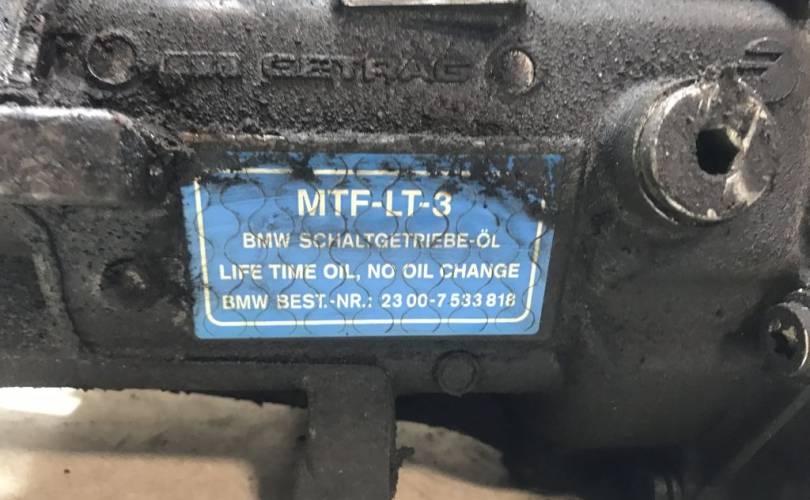 GETRAG
MTF-LT-3
BMW SCHALTGETRIEBE-ÖL
LIFE TIME OIL, NO OIL CHANGE
BMW BEST.-NR.: 23 00-7 533 818